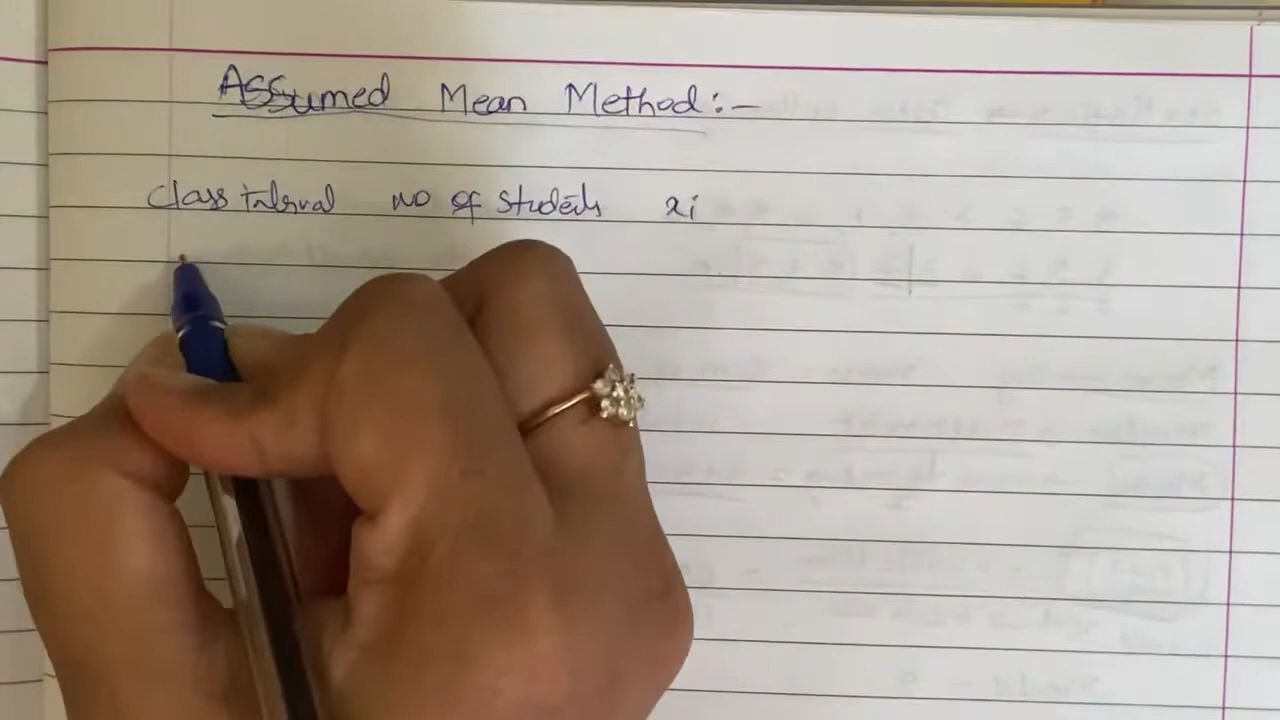 Assumed Mean Method:-
Class interval No of students xi